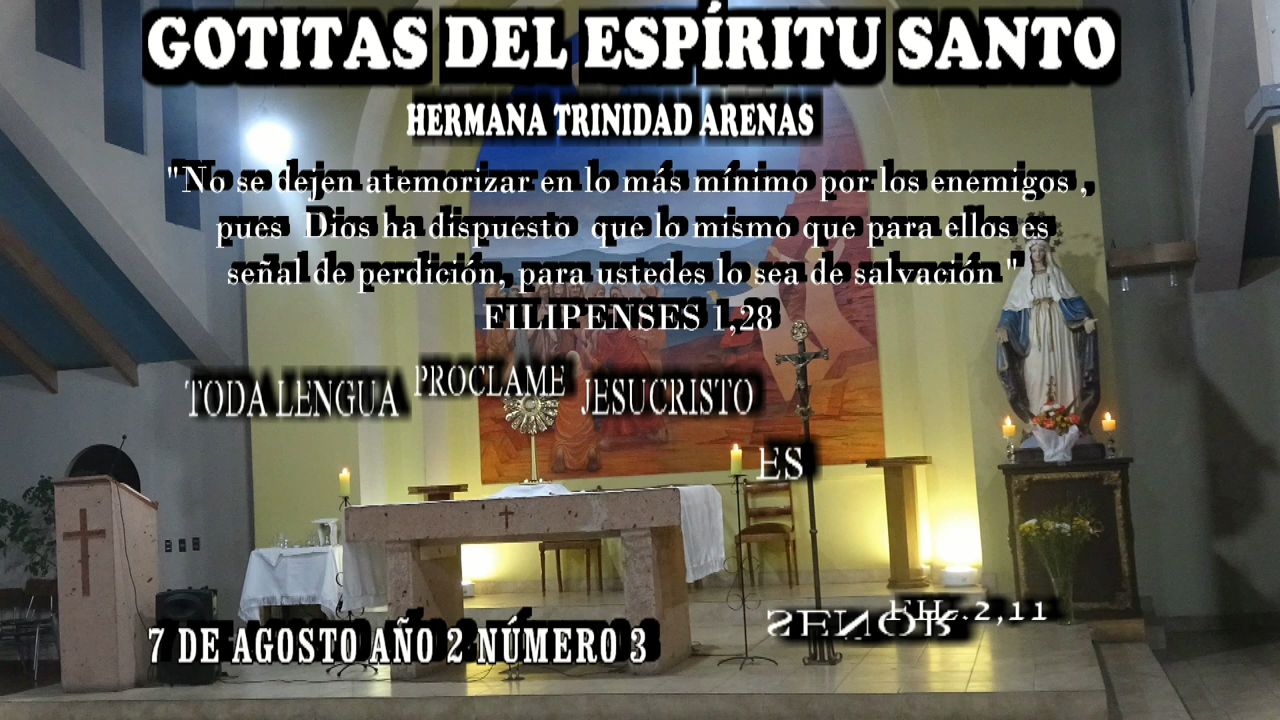 GOTITAS DEL ESPÍRITU SANTO
HERMANA TRINIDAD ARENAS
"No se dejen atemorizar en lo más mínimo por los enemigos ,
pues Dios ha dispuesto que lo mismo que para ellos es
señal de perdición, para ustedes lo sea de salvación "
FILIPENSES 1,28
TODA LENGUA PROCLAME JESUCRISTO
ES
SEÑOR FIL.2,11
7 DE AGOSTO AÑO 2 NÚMERO 3